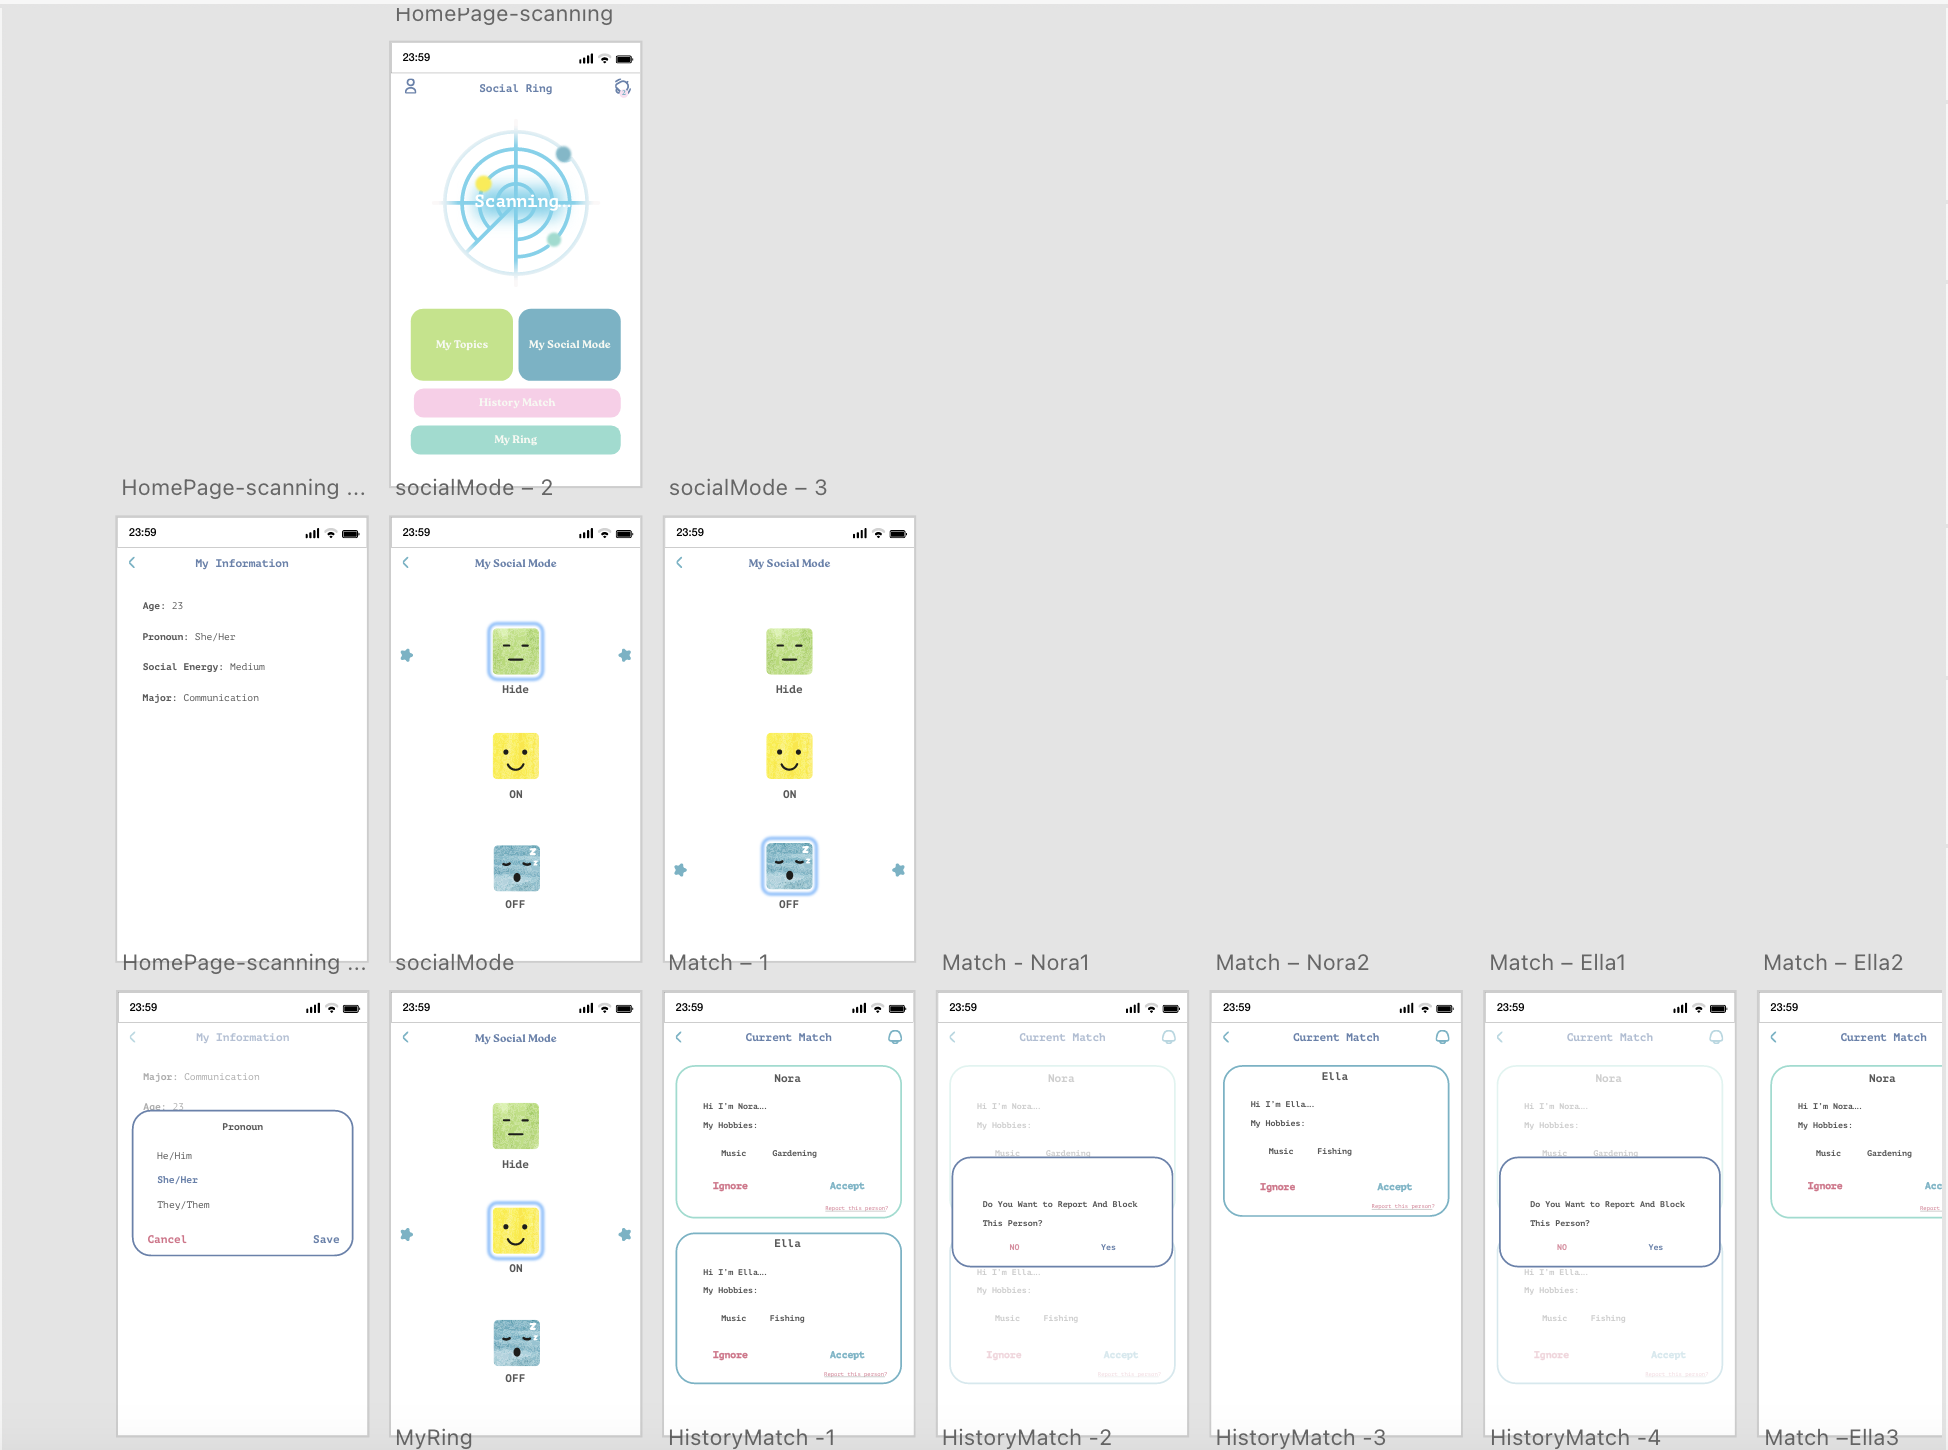 HomePage-scanning
23:59
Social Ring
Scanning...
My Topics
My Social Mode
History Match
My Ring
HomePage-scanning ...
socialMode – 2
socialMode – 3
23:59
My Information
Age: 23
Pronoun: She/Her
Social Energy: Medium
Major: Communication
23:59
My Social Mode
Hide
ON
OFF
23:59
My Social Mode
Hide
ON
OFF
HomePage-scanning ...
socialMode
Match – 1
Match - Nora1
Match – Nora2
Match – Ella1
Match – Ella2
23:59
My Information
Major: Communication
Age: 23
Pronoun
He/Him
She/Her
They/Them
Cancel
Save
23:59
My Social Mode
Hide
ON
OFF
23:59
Current Match
Nora
Hi I'm Nora...
My Hobbies:
Music Gardening
Ignore Accept
Report this person?
Ella
Hi I'm Ella...
My Hobbies:
Music Fishing
Ignore Accept
Report this person?
23:59
Current Match
Nora
Hi I'm Nora...
My Hobbies:
Music Gardening
Do You Want to Report And Block
This Person?
NO Yes
Hi I'm Ella...
My Hobbies:
Music Fishing
Ignore Accept
Report this person?
23:59
Current Match
Ella
Hi I'm Ella...
My Hobbies:
Music Fishing
Ignore Accept
Report this person?
23:59
Current Match
Nora
Hi I'm Nora...
My Hobbies:
Music Gardening
Do You Want to Report And Block
This Person?
NO Yes
Hi I'm Ella...
My Hobbies:
Music Fishing
Ignore Accept
Report this person?
23:59
Current Match
Nora
Hi I'm Nora...
My Hobbies:
Music Gardening
Ignore Acc
Report
MyRing
HistoryMatch -1
HistoryMatch -2
HistoryMatch -3
HistoryMatch -4
Match –Ella3